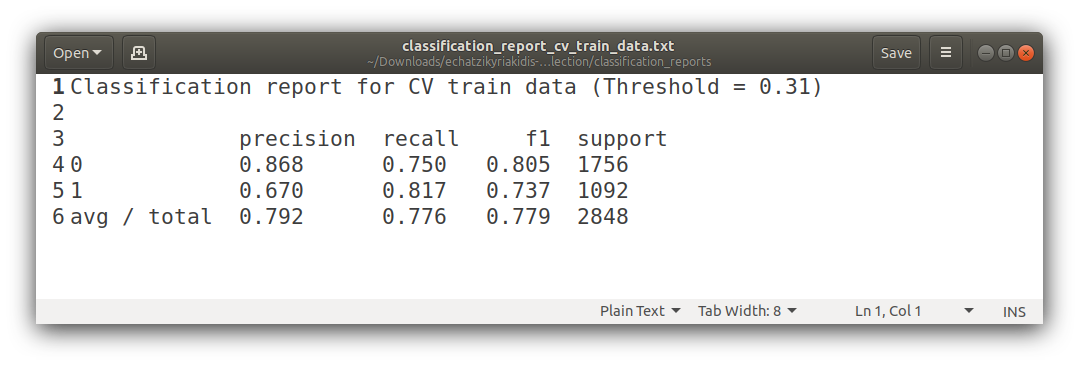 Open
classification_report_cv_train_data.txt
~/Downloads/echatzikyriakidis-...lection/classification_reports
Save
1 Classification report for CV train data (Threshold = 0.31)
2
3 precision recall f1 support
4 0 0.868 0.750 0.805 1756
5 1 0.670 0.817 0.737 1092
6 avg / total 0.792 0.776 0.779 2848
Plain Text Tab Width: 8 Ln 1, Col 1 INS